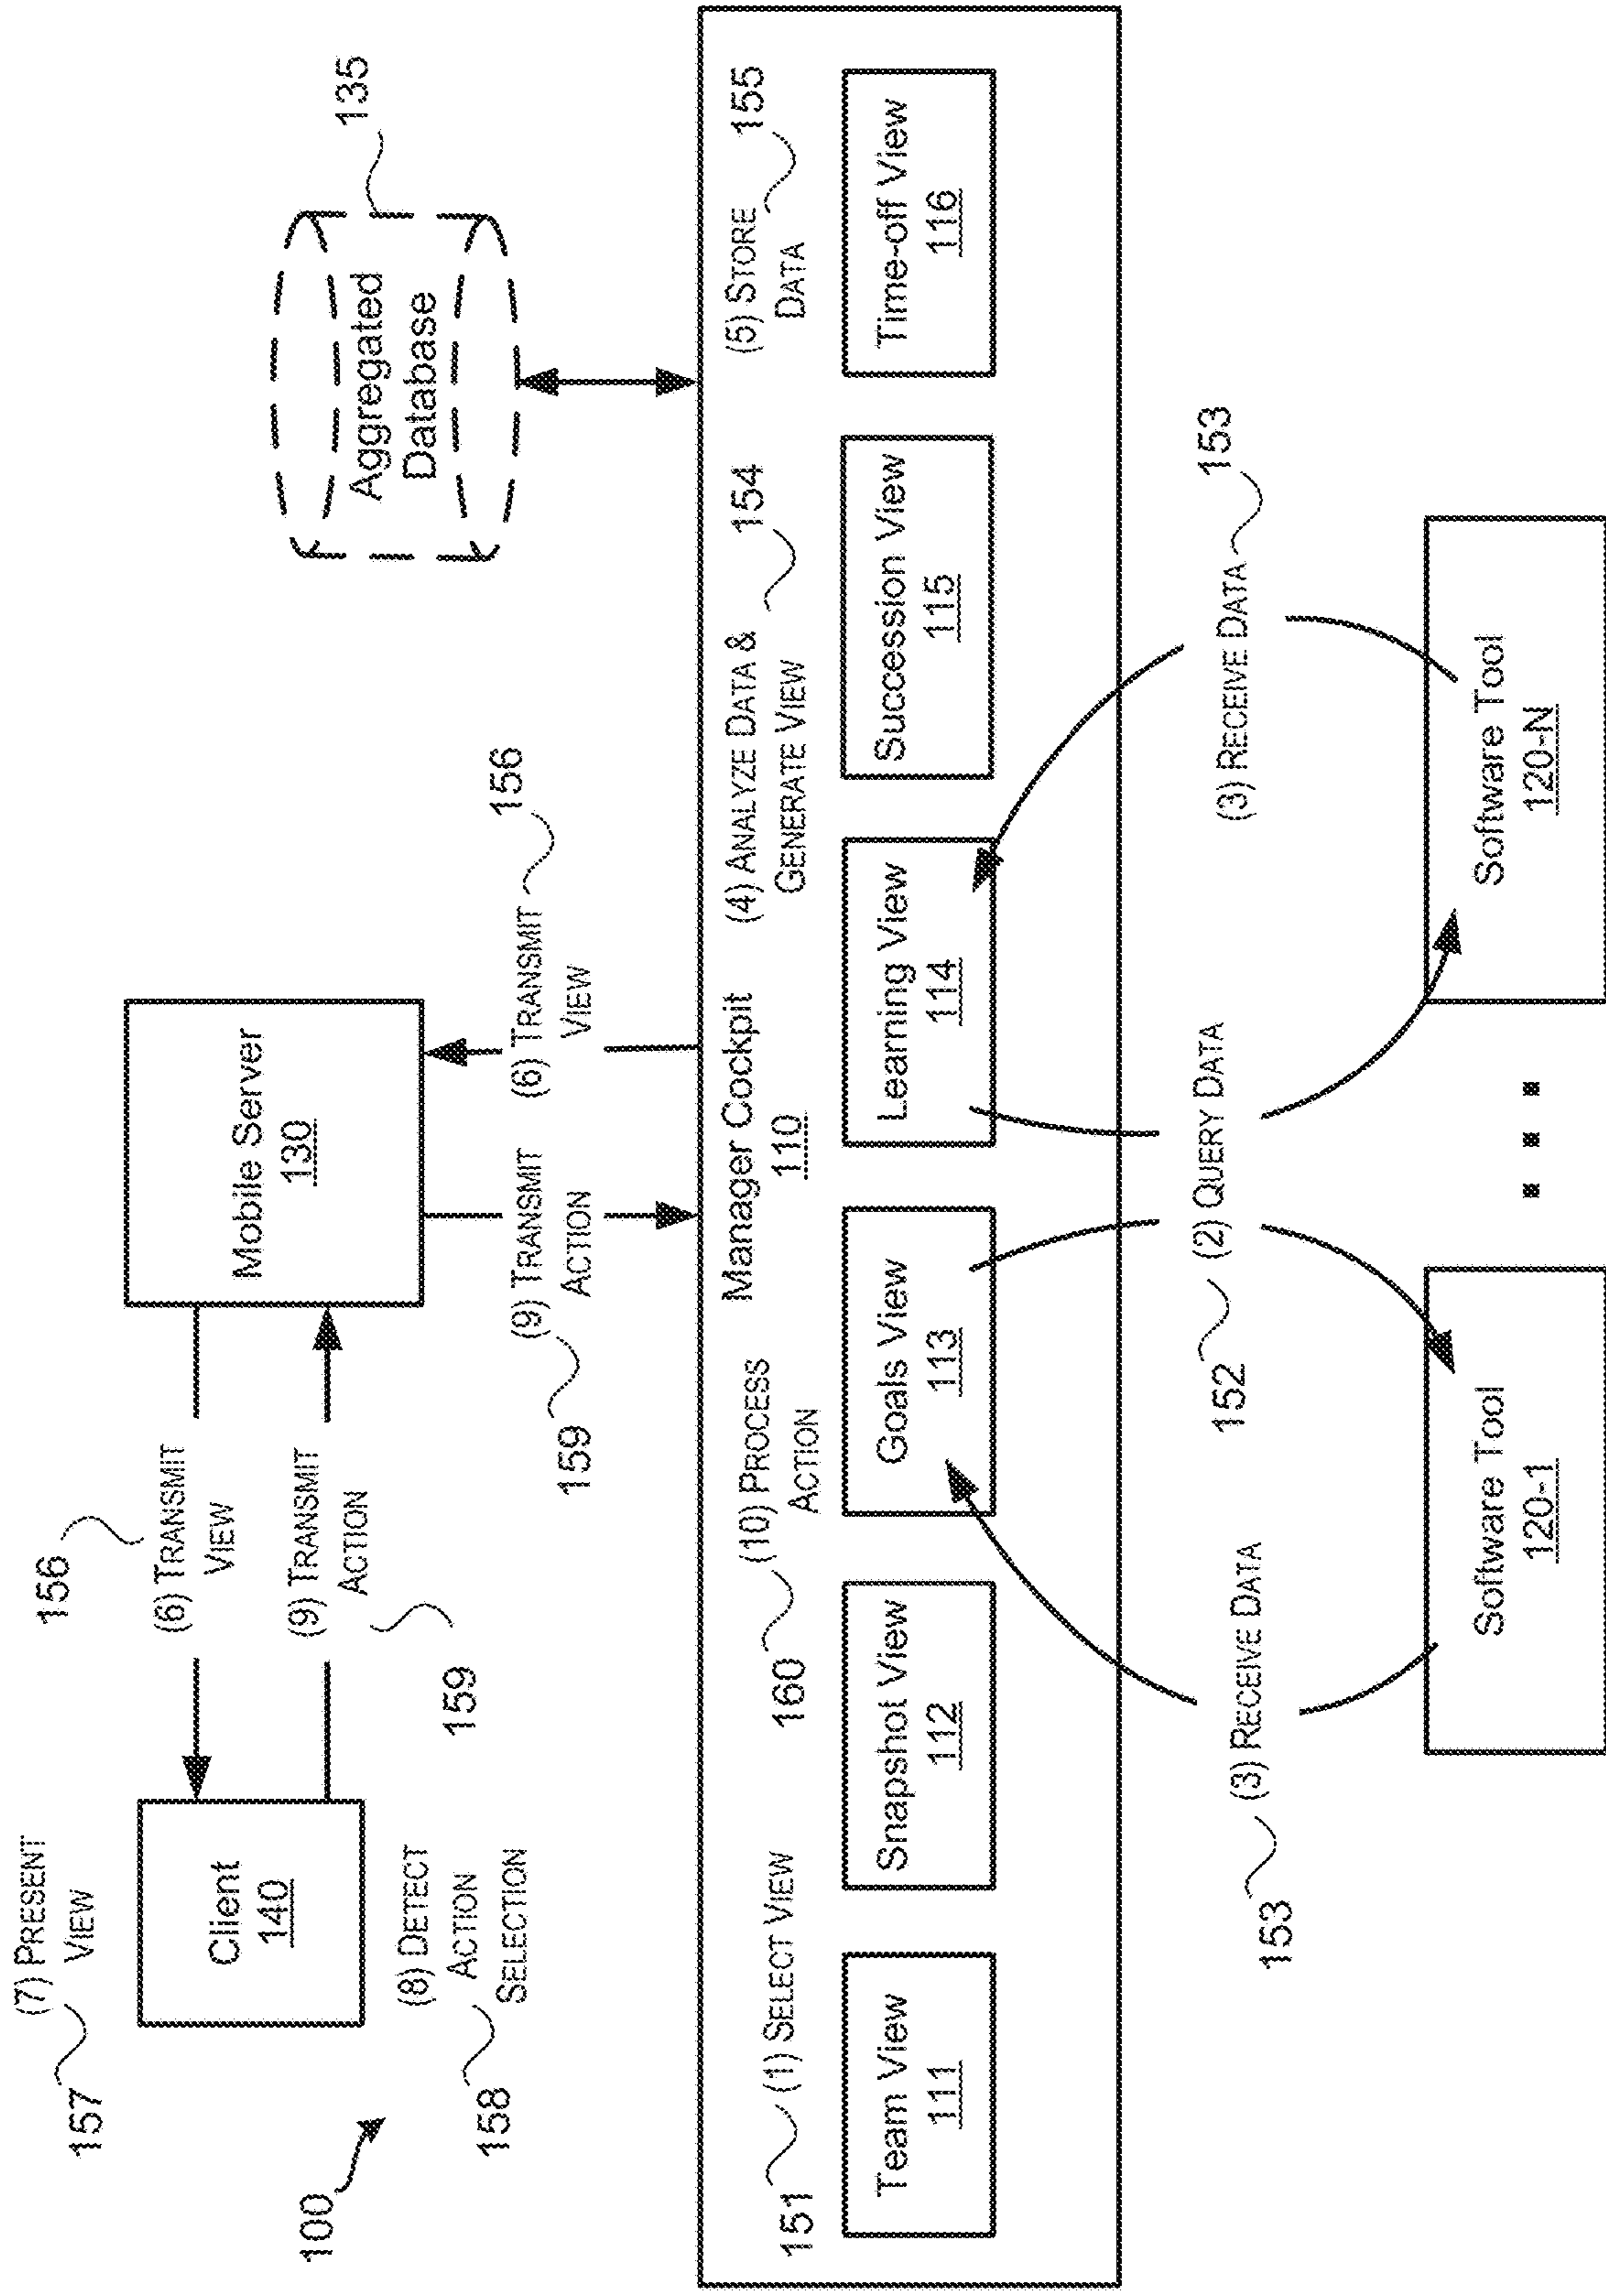 (7) PRESENT
VIEW
157
100
Client
140
(8) DETECT
ACTION
SELECTION
158
156
(6) TRANSMIT
VIEW
(9) TRANSMIT
ACTION
159
Mobile Server
130
(9) TRANSMIT
ACTION
159
(6) TRANSMIT
VIEW
156
Aggregated
Database
135
Manager Cockpit
110
151
(1) SELECT VIEW
160
(10) PROCESS
ACTION
(4) ANALYZE DATA &
GENERATE VIEW
154
(5) STORE
DATA
155
Team View
111
Snapshot View
112
Goals View
113
Learning View
114
Succession View
115
Time-off View
116
153
(3) RECEIVE DATA
152
(2) QUERY DATA
(3) RECEIVE DATA
153
Software Tool
120-1
Software Tool
120-N